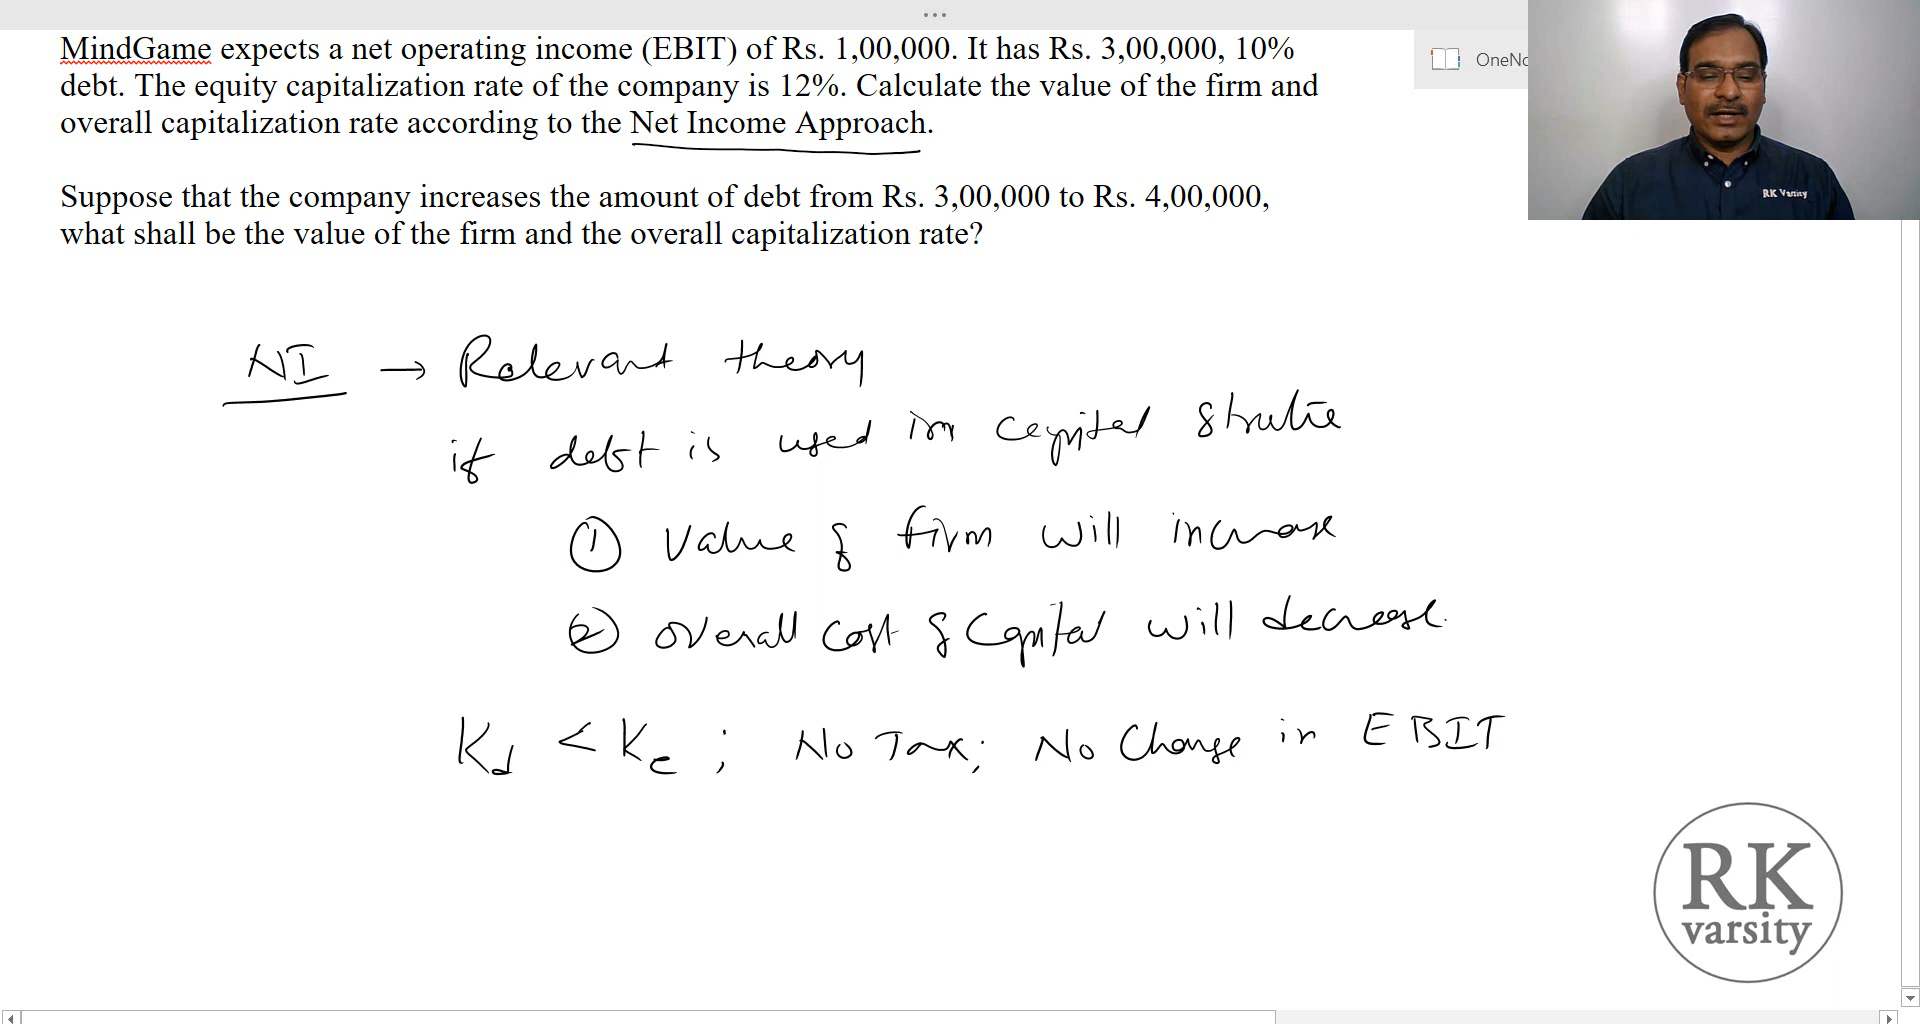 MindGame expects a net operating income (EBIT) of Rs. 1,00,000. It has Rs. 3,00,000, 10%
debt. The equity capitalization rate of the company is 12%. Calculate the value of the firm and
overall capitalization rate according to the Net Income Approach.
Suppose that the company increases the amount of debt from Rs. 3,00,000 to Rs. 4,00,000,
what shall be the value of the firm and the overall capitalization rate?
OneNo
RK Varsity
NI → Relevant theory
if debt is used in capital
① Value of firm will increase
② overall cost of Capital will decrease.
Kd < Ke ; No Tax; No Change in EBIT
RK
varsity